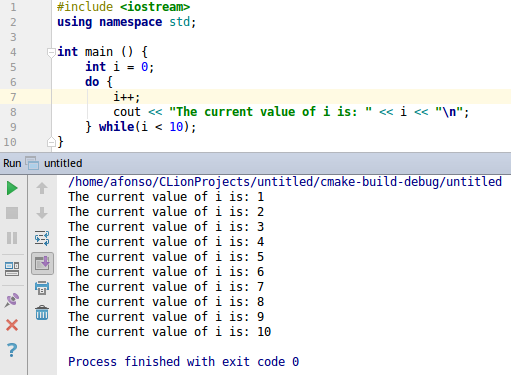 1 #include <iostream>
2 using namespace std;
3
4 int main () {
5     int i = 0;
6     do {
7         i++;
8         cout << "The current value of i is: " << i << "\n";
9     } while(i < 10);
10 }
Run untitled
/home/afonso/CLionProjects/untitled/cmake-build-debug/untitled
The current value of i is: 1
The current value of i is: 2
The current value of i is: 3
The current value of i is: 4
The current value of i is: 5
The current value of i is: 6
The current value of i is: 7
The current value of i is: 8
The current value of i is: 9
The current value of i is: 10
Process finished with exit code 0